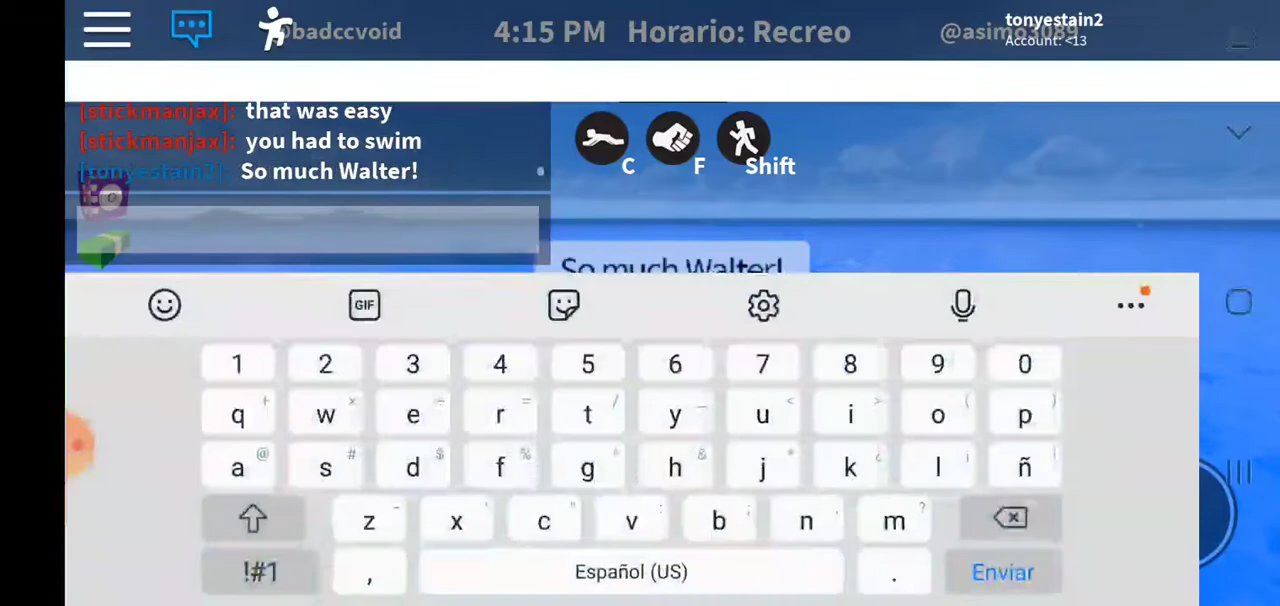 tonyestain2
@badccvoid 4:15 PM Horario: Recreo @asimo3089
Account: <13
[stickmanjax]: that was easy
[stickmanjax]: you had to swim
[tonyestain2]: So much Walter!
C F Shift
So much Walter!
GIF
1 2 3 4 5 6 7 8 9 0
q w e r t y u i o p
a s d f g h j k l ñ
z x c v b n m
!#1 , Español (US) . Enviar